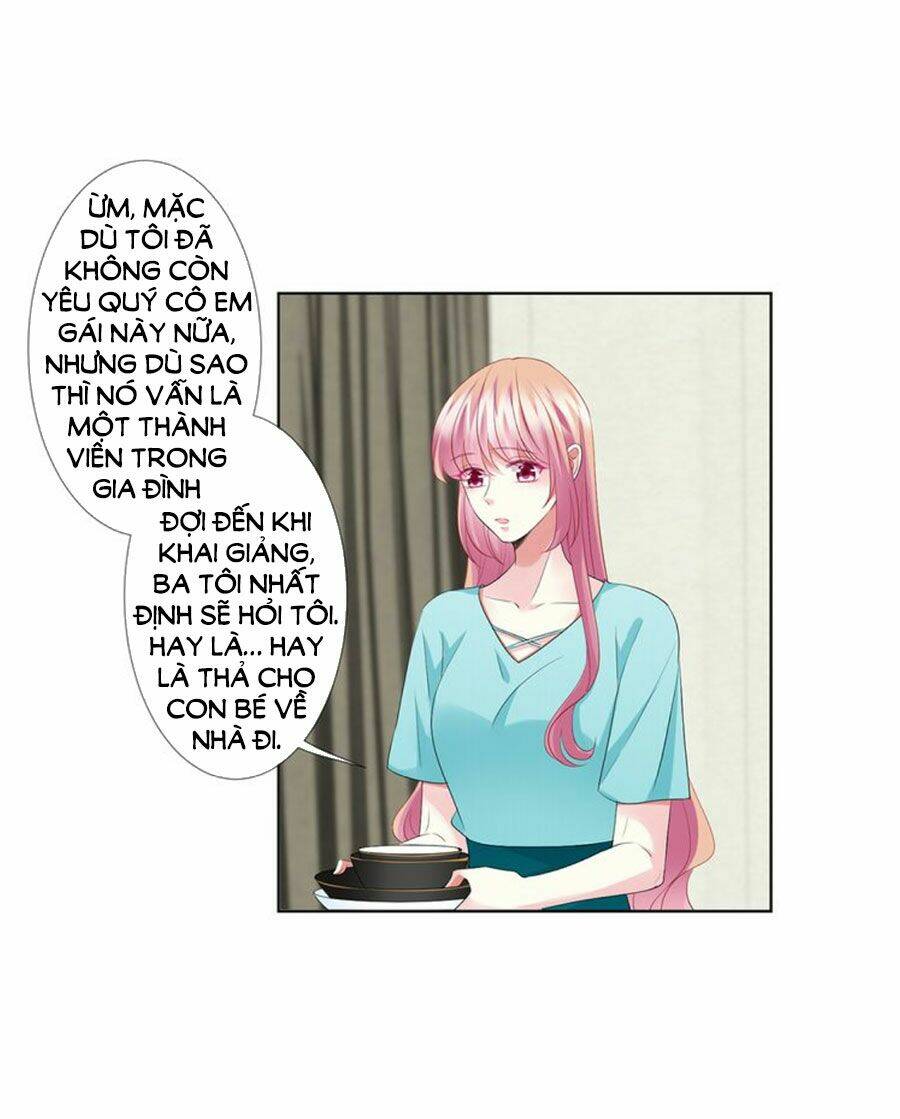 ỪM, MẶC
DÙ TÔI ĐÃ
KHÔNG CÒN
YÊU QUÝ CÔ EM
GÁI NÀY NỮA,
NHƯNG DÙ SAO
THÌ NÓ VẪN LÀ
MỘT THÀNH
VIÊN TRONG
GIA ĐÌNH
ĐỢI ĐẾN KHI
KHAI GIẢNG,
BA TÔI NHẤT
ĐỊNH SẼ HỎI TÔI.
HAY LÀ... HAY
LÀ THẢ CHO
CON BÉ VỀ
NHÀ ĐI.